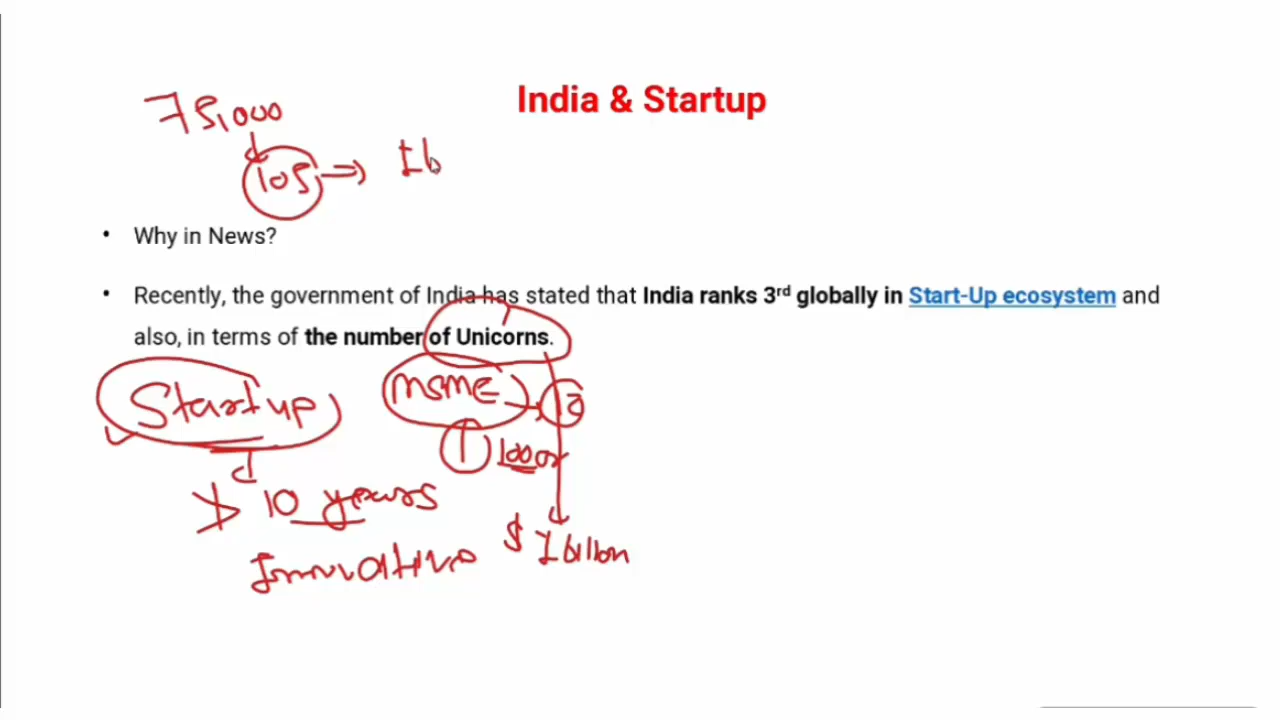 India & Startup
75,000
105 ⇒ 1b
• Why in News?
• Recently, the government of India has stated that India ranks 3rd globally in Start-Up ecosystem and
also, in terms of the number of Unicorns.
Startup MSME
10 years
Innovative $ 1 billion